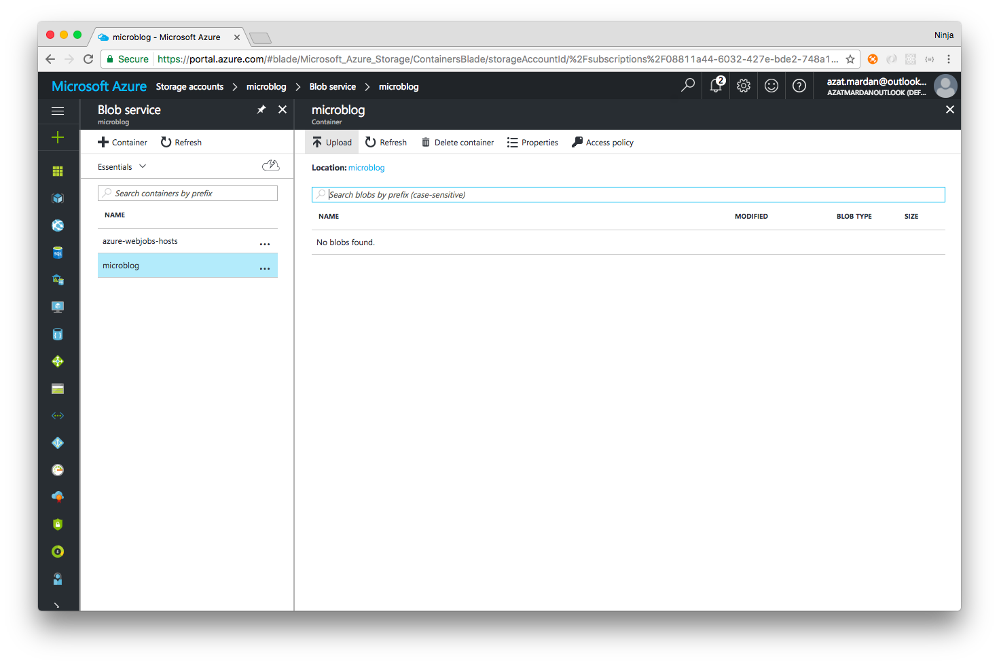 microblog - Microsoft Azure
Ninja
Secure https://portal.azure.com/#blade/Microsoft_Azure_Storage/ContainersBlade/storageAccountId/%2Fsubscriptions%2F08811a44-6032-427e-bde2-748a1...
Microsoft Azure Storage accounts > microblog > Blob service > microblog
2
azat.mardan@outlook...
AZATMARDANOUTLOOK (DEF...
Blob service
microblog
microblog
Container
Container Refresh
Upload Refresh Delete container Properties Access policy
Essentials
Location: microblog
Search containers by prefix
Search blobs by prefix (case-sensitive)
NAME
NAME MODIFIED BLOB TYPE SIZE
azure-webjobs-hosts ...
No blobs found.
microblog ...
SQL